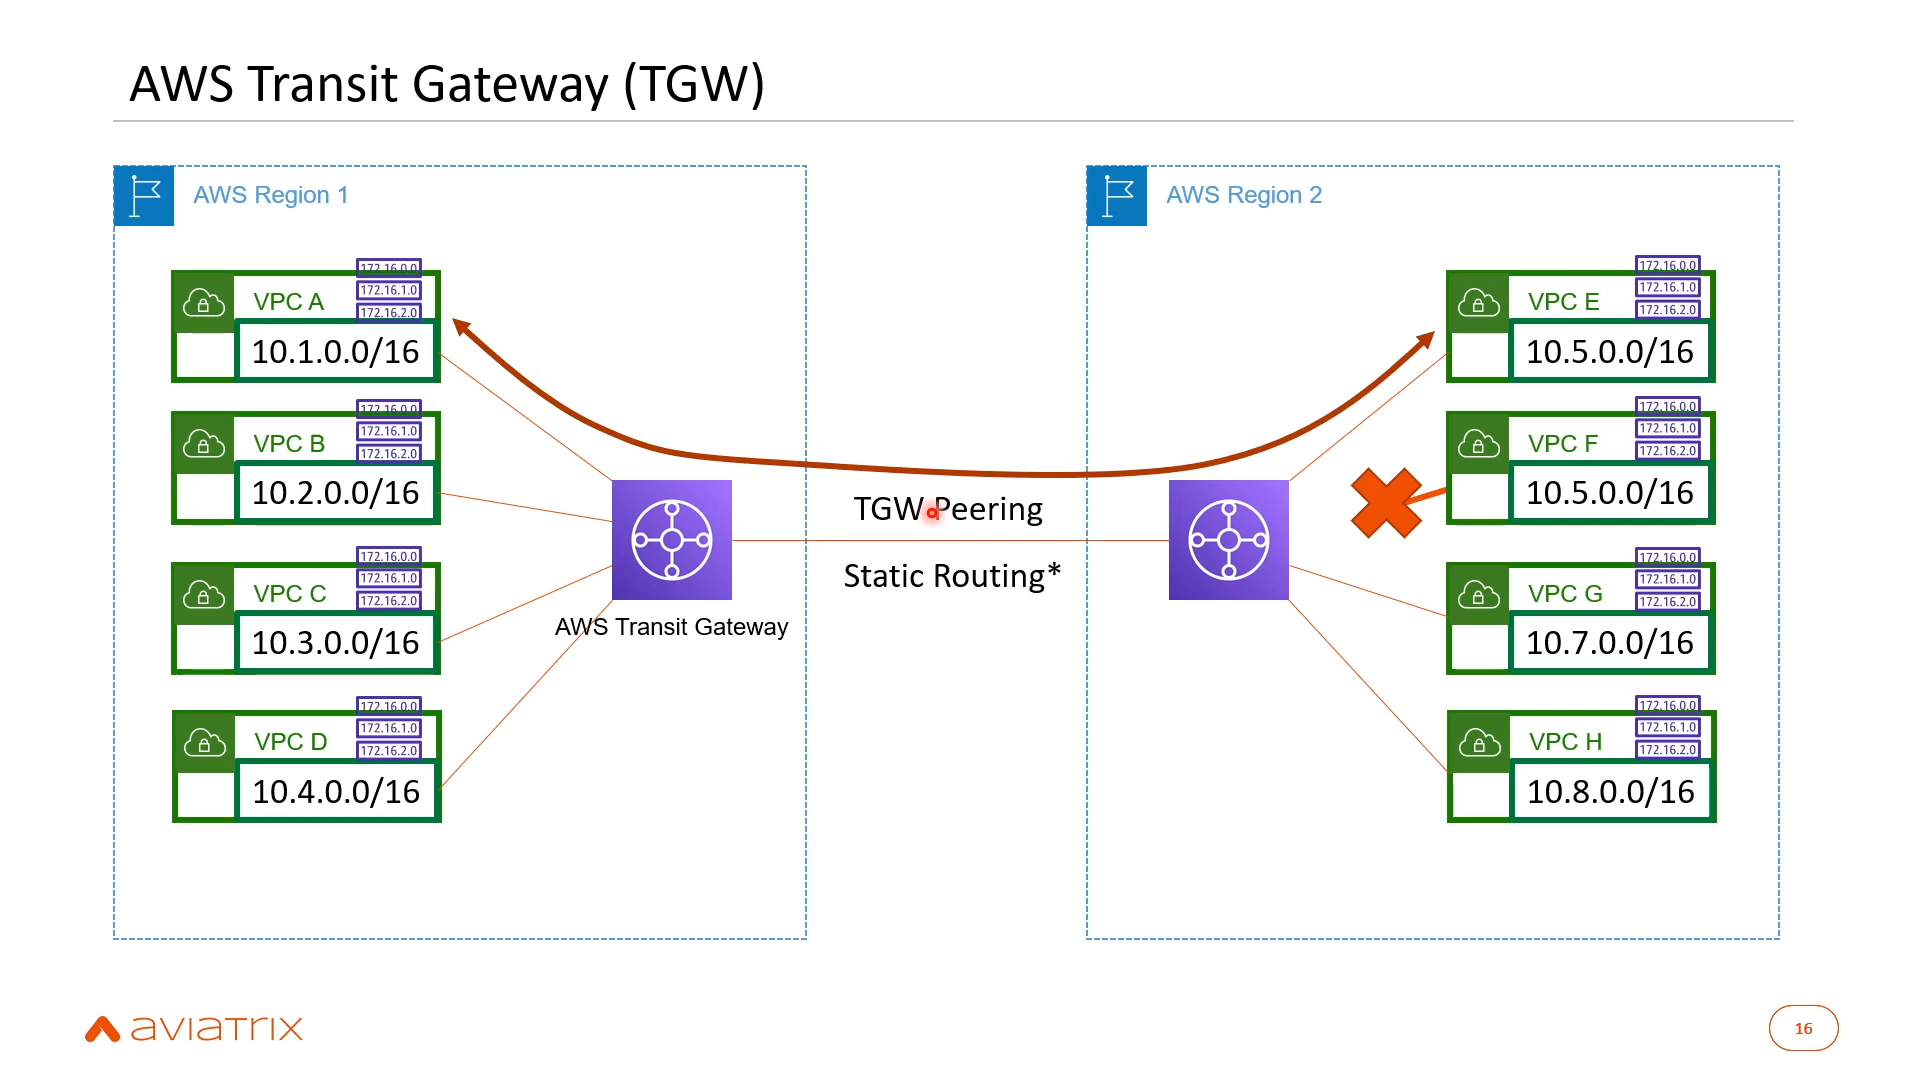 AWS Transit Gateway (TGW)
AWS Region 1
172.16.0.0
172.16.1.0
172.16.2.0
VPC A
10.1.0.0/16
172.16.0.0
172.16.1.0
172.16.2.0
VPC B
10.2.0.0/16
172.16.0.0
172.16.1.0
172.16.2.0
VPC C
10.3.0.0/16
172.16.0.0
172.16.1.0
172.16.2.0
VPC D
10.4.0.0/16
AWS Transit Gateway
TGW Peering
Static Routing*
AWS Region 2
172.16.0.0
172.16.1.0
172.16.2.0
VPC E
10.5.0.0/16
172.16.0.0
172.16.1.0
172.16.2.0
VPC F
10.5.0.0/16
172.16.0.0
172.16.1.0
172.16.2.0
VPC G
10.7.0.0/16
172.16.0.0
172.16.1.0
172.16.2.0
VPC H
10.8.0.0/16
aviatrix
16